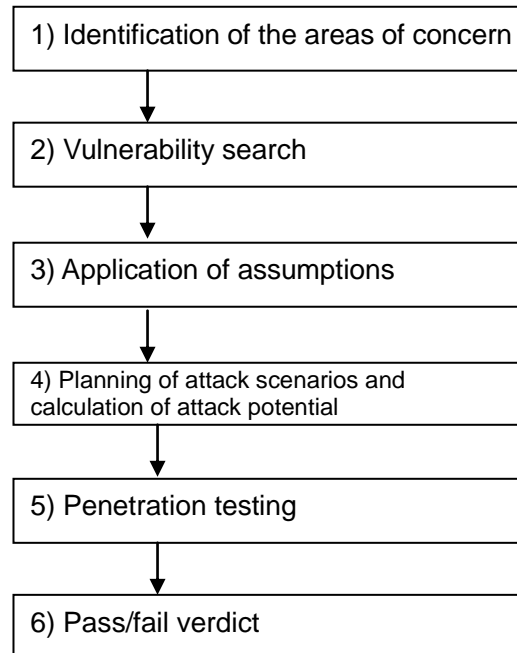 1) Identification of the areas of concern
2) Vulnerability search
3) Application of assumptions
4) Planning of attack scenarios and
calculation of attack potential
5) Penetration testing
6) Pass/fail verdict